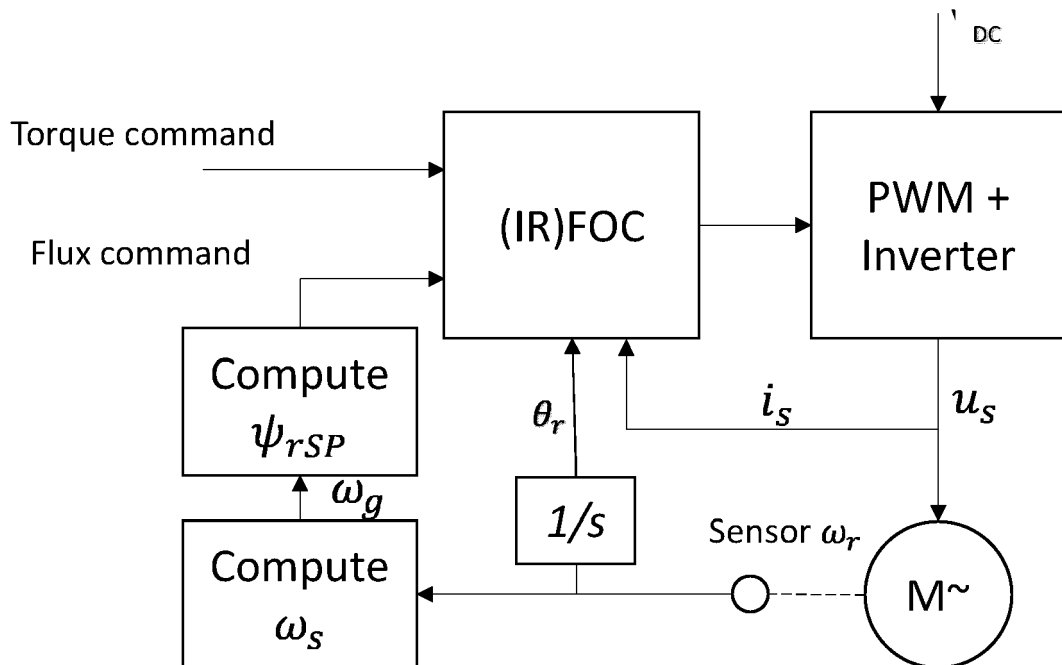 DC
Torque command
(IR)FOC
PWM +
Inverter
Flux command
Compute
ψrSP
θr
is
us
ωg
1/s
Sensor ωr
Compute
ωs
M~